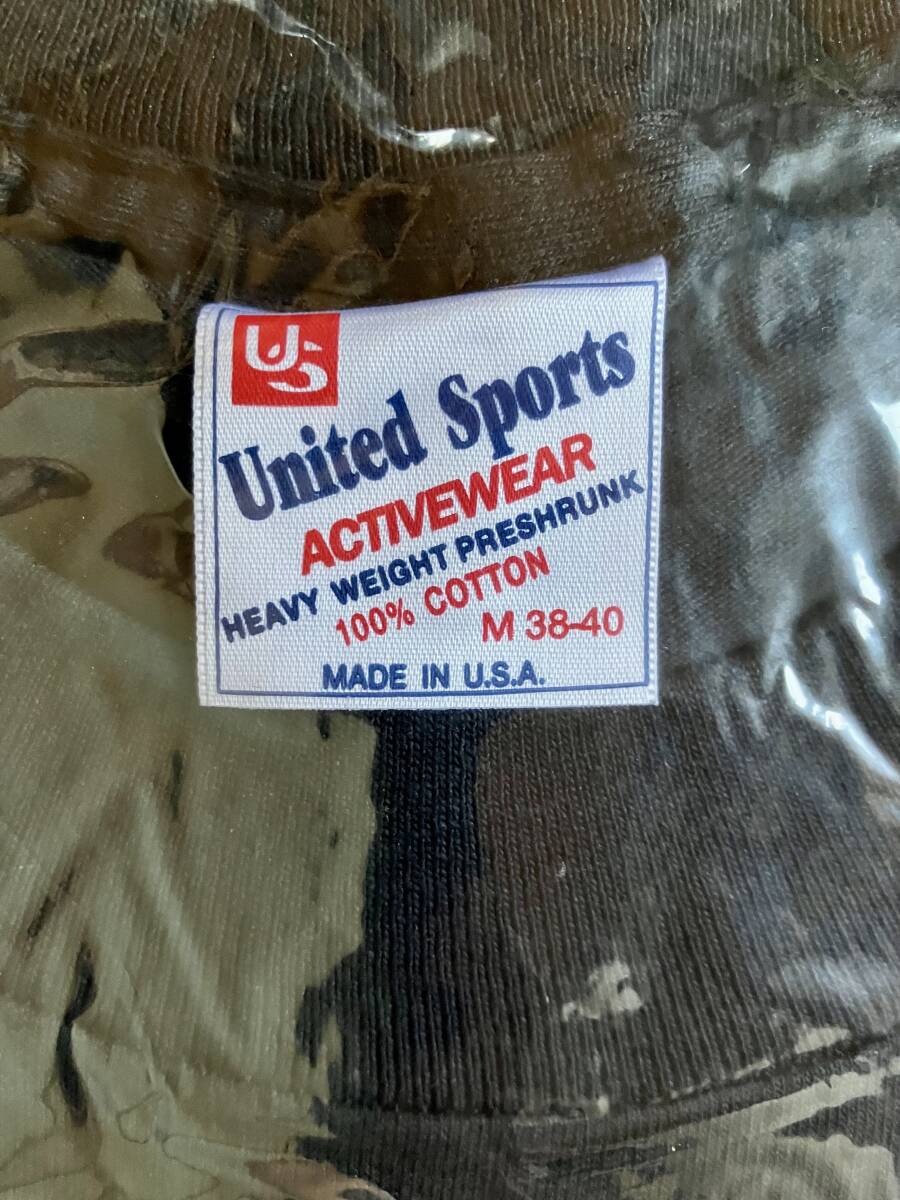 US
United Sports
ACTIVEWEAR
HEAVY WEIGHT PRESHRUNK
100% COTTON
M 38-40
MADE IN U.S.A.